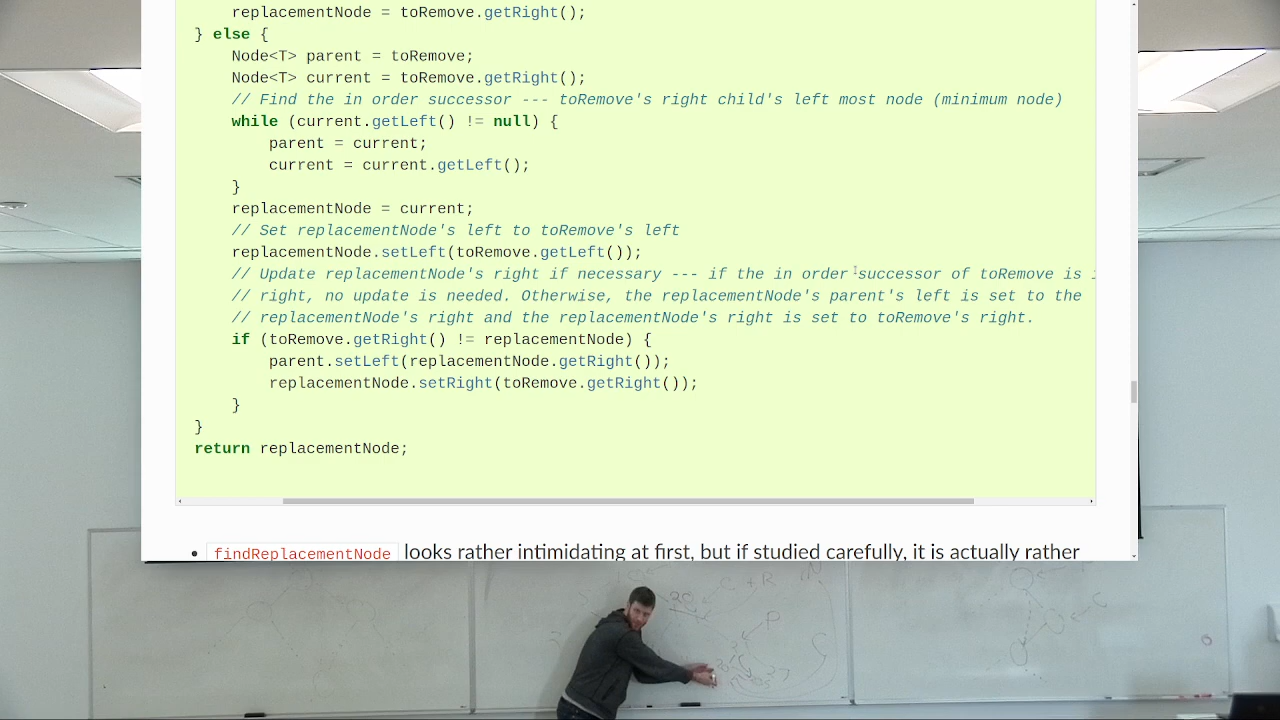 replacementNode = toRemove.getRight();
} else {
Node<T> parent = toRemove;
Node<T> current = toRemove.getRight();
// Find the in order successor --- toRemove's right child's left most node (minimum node)
while (current.getLeft() != null) {
parent = current;
current = current.getLeft();
}
replacementNode = current;
// Set replacementNode's left to toRemove's left
replacementNode.setLeft(toRemove.getLeft());
// Update replacementNode's right if necessary --- if the in order successor of toRemove is
// right, no update is needed. Otherwise, the replacementNode's parent's left is set to the
// replacementNode's right and the replacementNode's right is set to toRemove's right.
if (toRemove.getRight() != replacementNode) {
parent.setLeft(replacementNode.getRight());
replacementNode.setRight(toRemove.getRight());
}
}
return replacementNode;
• findReplacementNode looks rather intimidating at first, but if studied carefully, it is actually rather